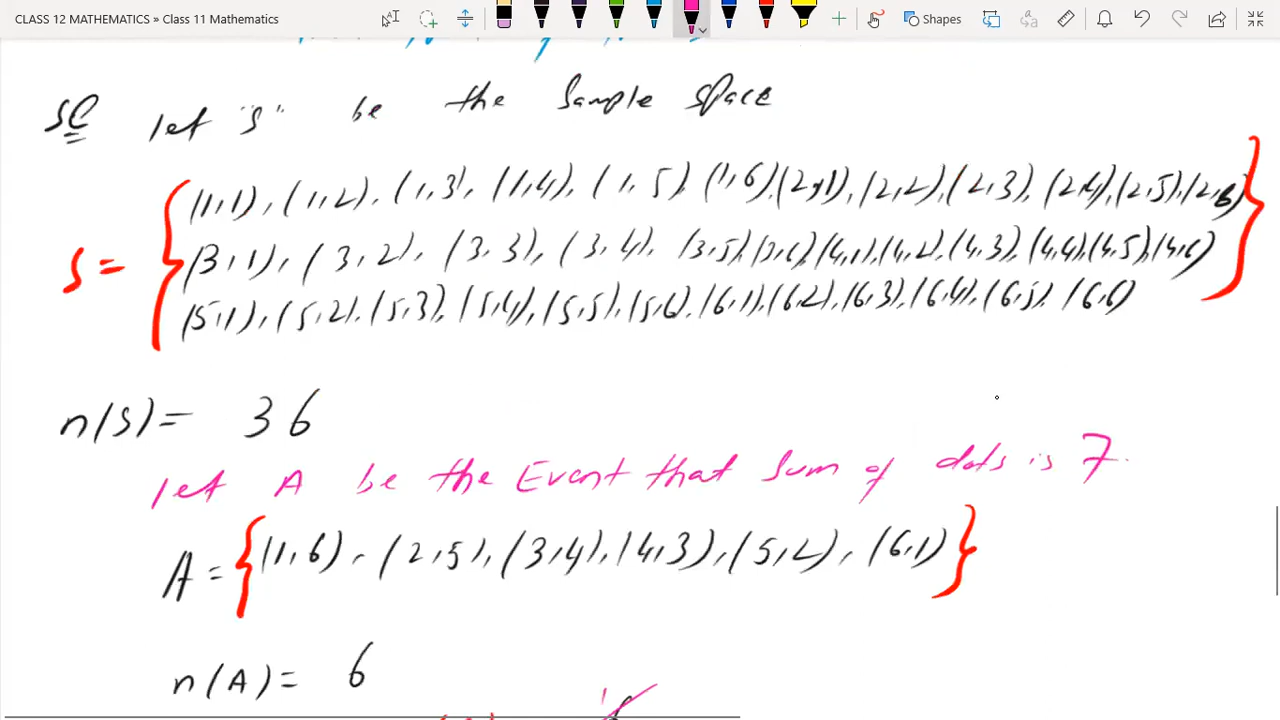 CLASS 12 MATHEMATICS » Class 11 Mathematics
Shapes
let "S" be the Sample space
S = { (1,1), (1,2), (1,3), (1,4), (1,5), (1,6), (2,1), (2,2), (2,3), (2,4), (2,5), (2,6)
(3,1), (3,2), (3,3), (3,4), (3,5), (3,6), (4,1), (4,2), (4,3), (4,4), (4,5), (4,6)
(5,1), (5,2), (5,3), (5,4), (5,5), (5,6), (6,1), (6,2), (6,3), (6,4), (6,5), (6,6) }
n(S) = 36
let A be the Event that Sum of dots is 7.
A = { (1,6), (2,5), (3,4), (4,3), (5,2), (6,1) }
n(A) = 6